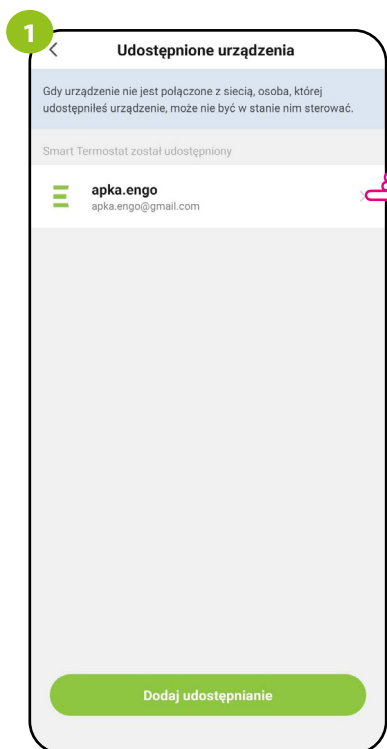 1
Udostępnione urządzenia
Gdy urządzenie nie jest połączone z siecią, osoba, której
udostępniłeś urządzenie, może nie być w stanie nim sterować.
Smart Termostat został udostępniony
apka.engo
apka.engo@gmail.com
Dodaj udostępnianie